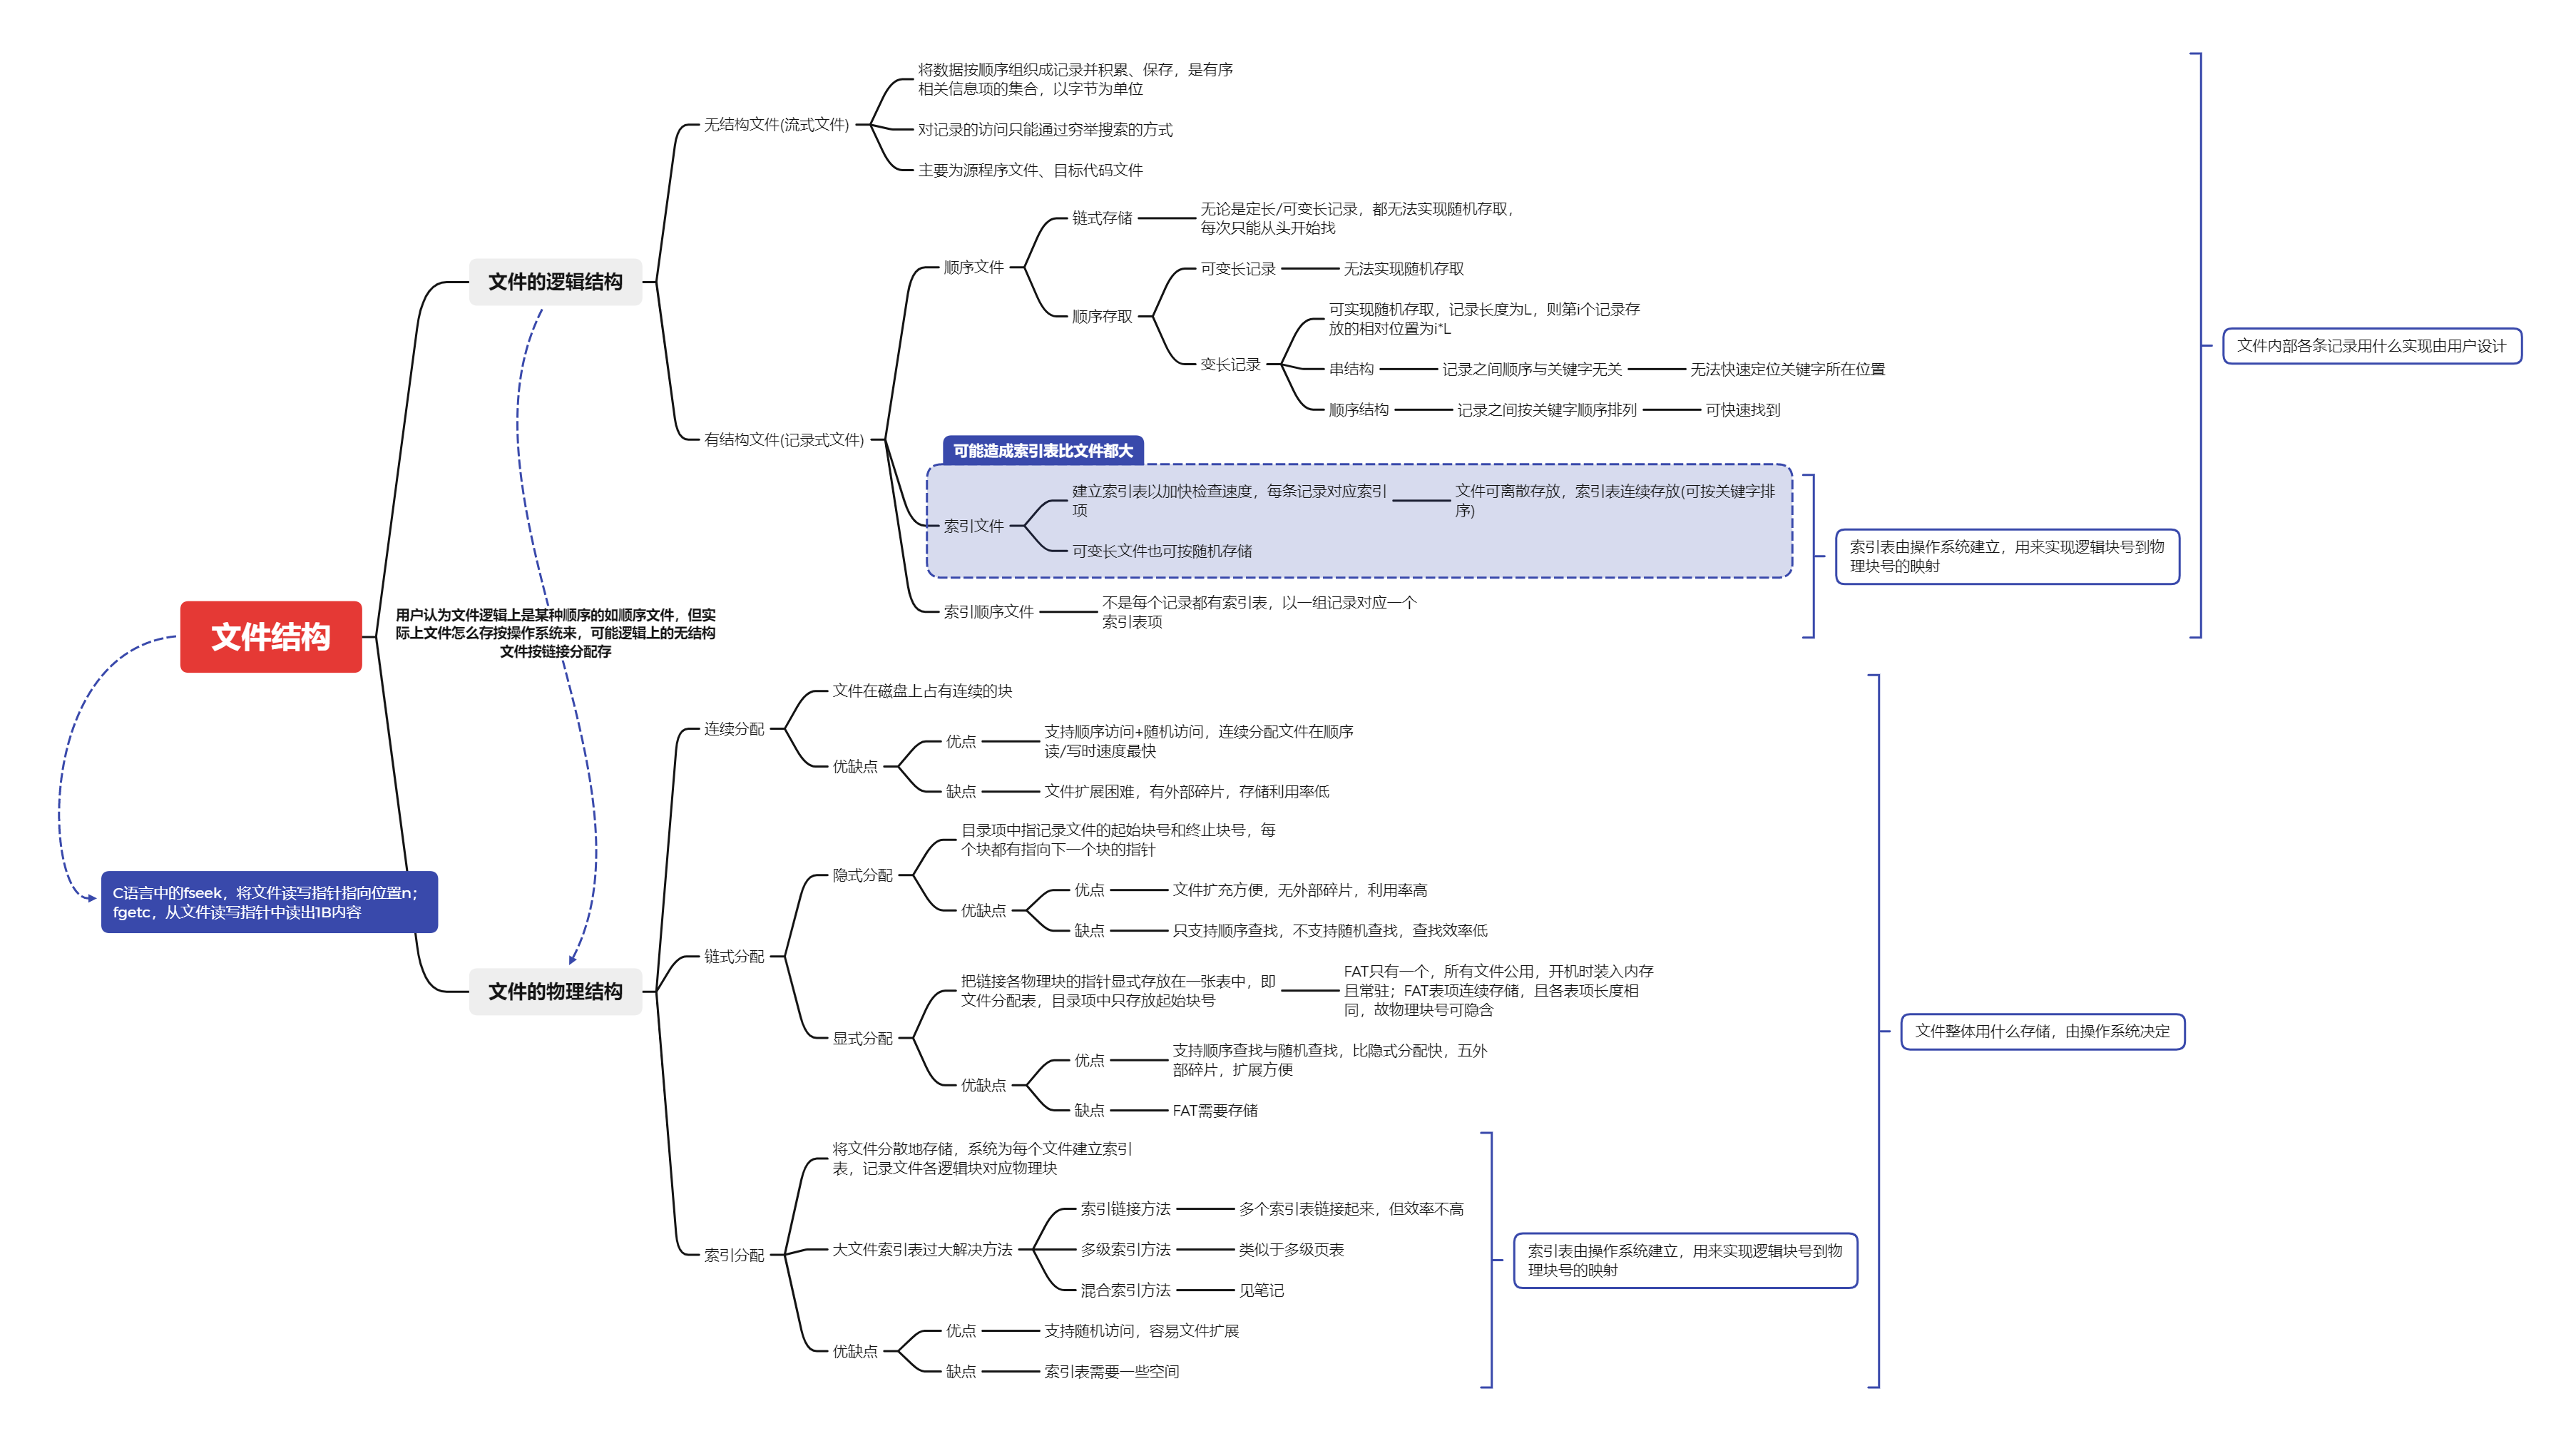 文件结构
C语言中的fseek，将文件读写指针指向位置n；
fgetc，从文件读写指针中读出1B内容
用户认为文件逻辑上是某种顺序的如顺序文件，但实
际上文件怎么存按操作系统来，可能逻辑上的无结构
文件按链接分配存
文件的逻辑结构
无结构文件(流式文件)
将数据按顺序组织成记录并积累、保存，是有序
相关信息项的集合，以字节为单位
对记录的访问只能通过穷举搜索的方式
主要为源程序文件、目标代码文件
有结构文件(记录式文件)
顺序文件
链式存储
无论是定长/可变长记录，都无法实现随机存取，
每次只能从头开始找
顺序存取
可变长记录
无法实现随机存取
变长记录
可实现随机存取，记录长度为L，则第i个记录存
放的相对位置为i*L
串结构
记录之间顺序与关键字无关
无法快速定位关键字所在位置
顺序结构
记录之间按关键字顺序排列
可快速找到
可能造成索引表比文件都大
索引文件
建立索引表以加快检查速度，每条记录对应索引
项
文件可离散存放，索引表连续存放(可按关键字排
序)
可变长文件也可按随机存储
索引顺序文件
不是每个记录都有索引表，以一组记录对应一个
索引表项
索引表由操作系统建立，用来实现逻辑块号到物
理块号的映射
文件内部各条记录用什么实现由用户设计
文件的物理结构
连续分配
文件在磁盘上占有连续的块
优缺点
优点
支持顺序访问+随机访问，连续分配文件在顺序
读/写时速度最快
缺点
文件扩展困难，有外部碎片，存储利用率低
链式分配
隐式分配
目录项中指记录文件的起始块号和终止块号，每
个块都有指向下一个块的指针
优缺点
优点
文件扩充方便，无外部碎片，利用率高
缺点
只支持顺序查找，不支持随机查找，查找效率低
显式分配
把链接各物理块的指针显式存放在一张表中，即
文件分配表，目录项中只存放起始块号
FAT只有一个，所有文件公用，开机时装入内存
且常驻；FAT表项连续存储，且各表项长度相
同，故物理块号可隐含
优缺点
优点
支持顺序查找与随机查找，比隐式分配快，五外
部碎片，扩展方便
缺点
FAT需要存储
索引分配
将文件分散地存储，系统为每个文件建立索引
表，记录文件各逻辑块对应物理块
大文件索引表过大解决方法
索引链接方法
多个索引表链接起来，但效率不高
多级索引方法
类似于多级页表
混合索引方法
见笔记
优缺点
优点
支持随机访问，容易文件扩展
缺点
索引表需要一些空间
索引表由操作系统建立，用来实现逻辑块号到物
理块号的映射
文件整体用什么存储，由操作系统决定